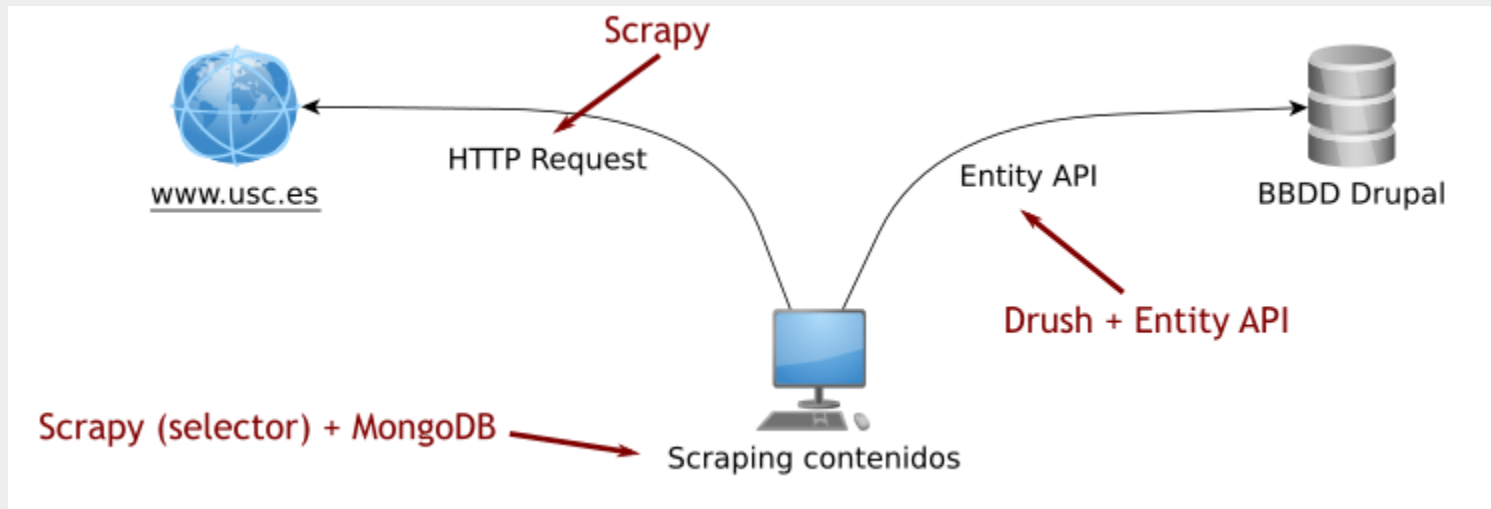 Scrapy
HTTP Request
www.usc.es
Entity API
BBDD Drupal
Drush + Entity API
Scrapy (selector) + MongoDB
Scraping contenidos